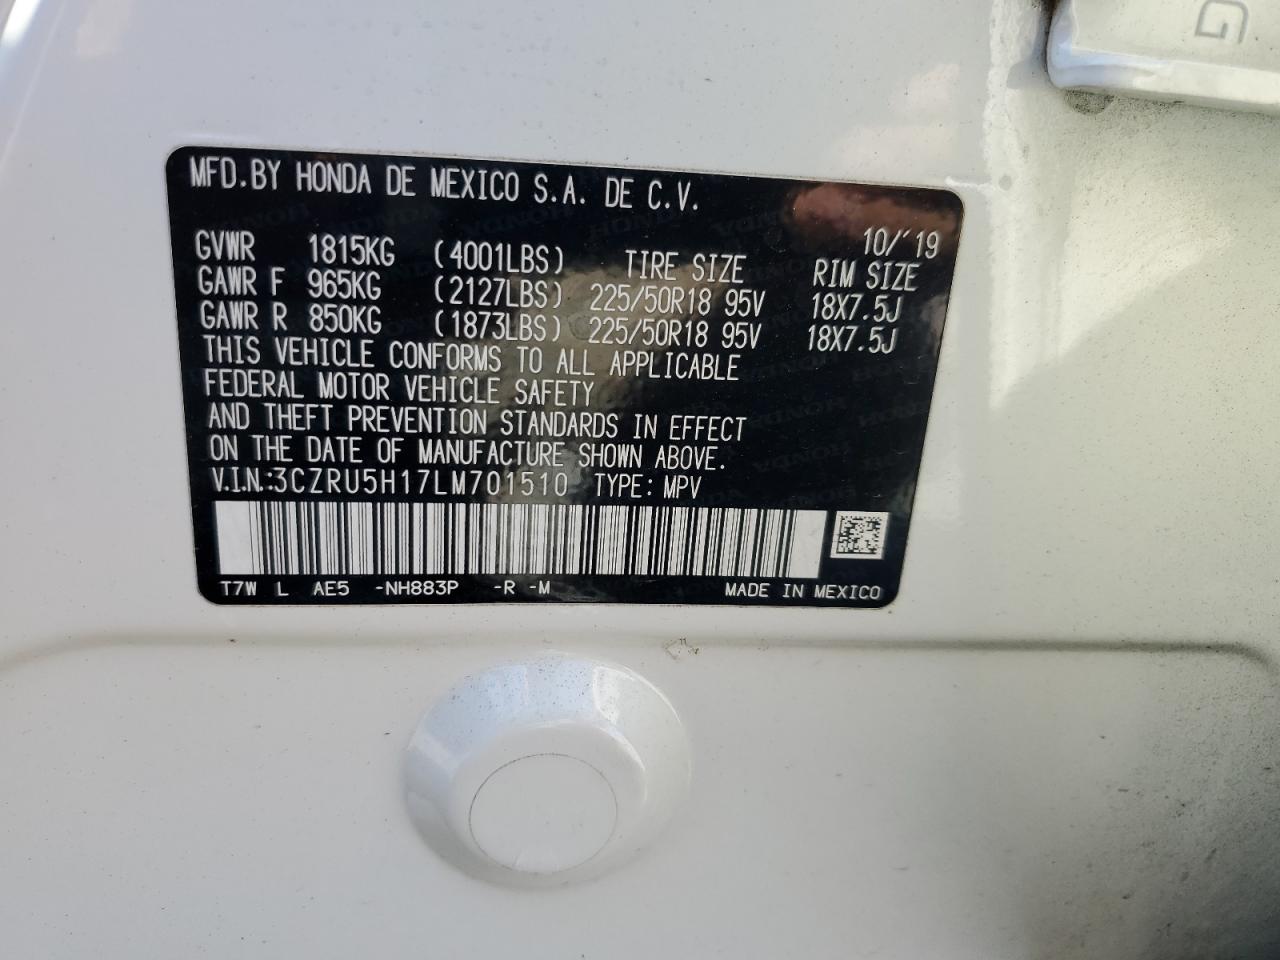 G
MFD.BY HONDA DE MEXICO S.A. DE C.V.
10/'19
GVWR 1815KG (4001LBS) TIRE SIZE RIM SIZE
GAWR F 965KG (2127LBS) 225/50R18 95V 18X7.5J
GAWR R 850KG (1873LBS) 225/50R18 95V 18X7.5J
THIS VEHICLE CONFORMS TO ALL APPLICABLE
FEDERAL MOTOR VEHICLE SAFETY
AND THEFT PREVENTION STANDARDS IN EFFECT
ON THE DATE OF MANUFACTURE SHOWN ABOVE.
V.I.N.:3CZRU5H17LM701510 TYPE: MPV
T7W L AE5 -NH883P -R -M MADE IN MEXICO